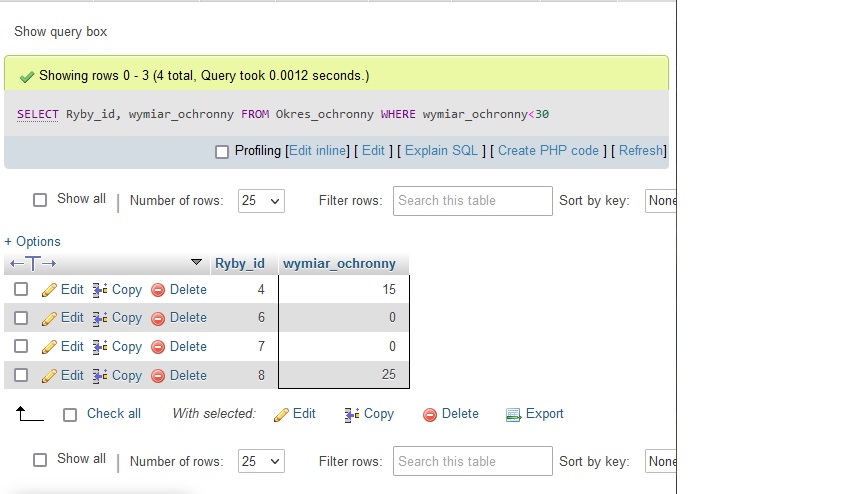 Show query box
Showing rows 0 - 3 (4 total, Query took 0.0012 seconds.)
SELECT Ryby_id, wymiar_ochronny FROM Okres_ochronny WHERE wymiar_ochronny<30
Profiling [Edit inline] [ Edit ] [ Explain SQL ] [ Create PHP code ] [ Refresh]
Show all | Number of rows: 25 Filter rows: Search this table Sort by key: None
+ Options
←T→ Ryby_id wymiar_ochronny
Edit Copy Delete 4 15
Edit Copy Delete 6 0
Edit Copy Delete 7 0
Edit Copy Delete 8 25
Check all With selected: Edit Copy Delete Export
Show all | Number of rows: 25 Filter rows: Search this table Sort by key: None